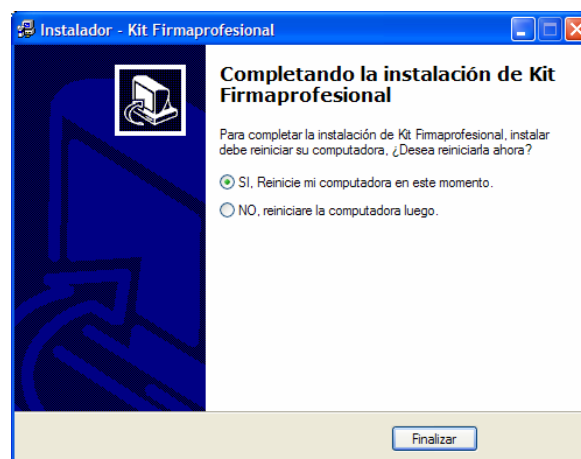 Instalador - Kit Firmaprofesional
Completando la instalación de Kit
Firmaprofesional
Para completar la instalación de Kit Firmaprofesional, instalar
debe reiniciar su computadora, ¿Desea reiniciarla ahora?
SI, Reinicie mi computadora en este momento.
NO, reiniciare la computadora luego.
Finalizar